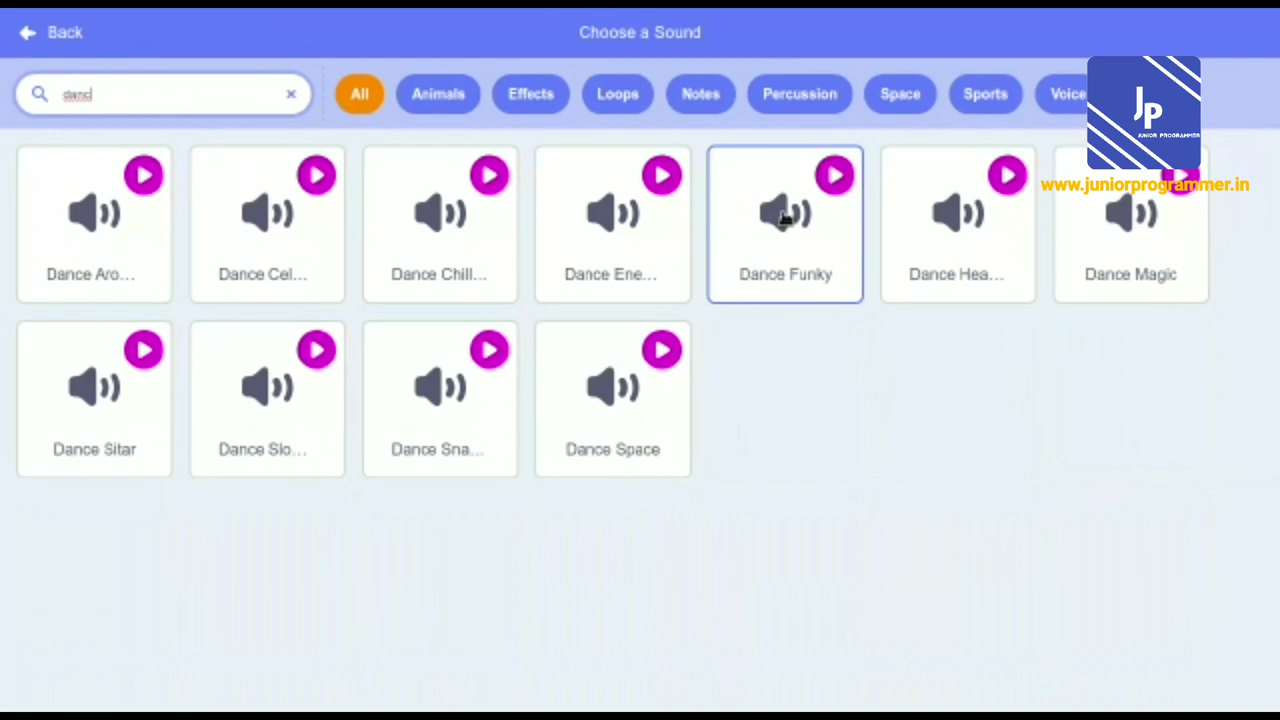 Back
Choose a Sound
danc
All
Animals
Effects
Loops
Notes
Percussion
Space
Sports
Voice
JP
JUNIOR PROGRAMMER
www.juniorprogrammer.in
Dance Aro...
Dance Cel...
Dance Chill...
Dance Ene...
Dance Funky
Dance Hea...
Dance Magic
Dance Sitar
Dance Slo...
Dance Sna...
Dance Space